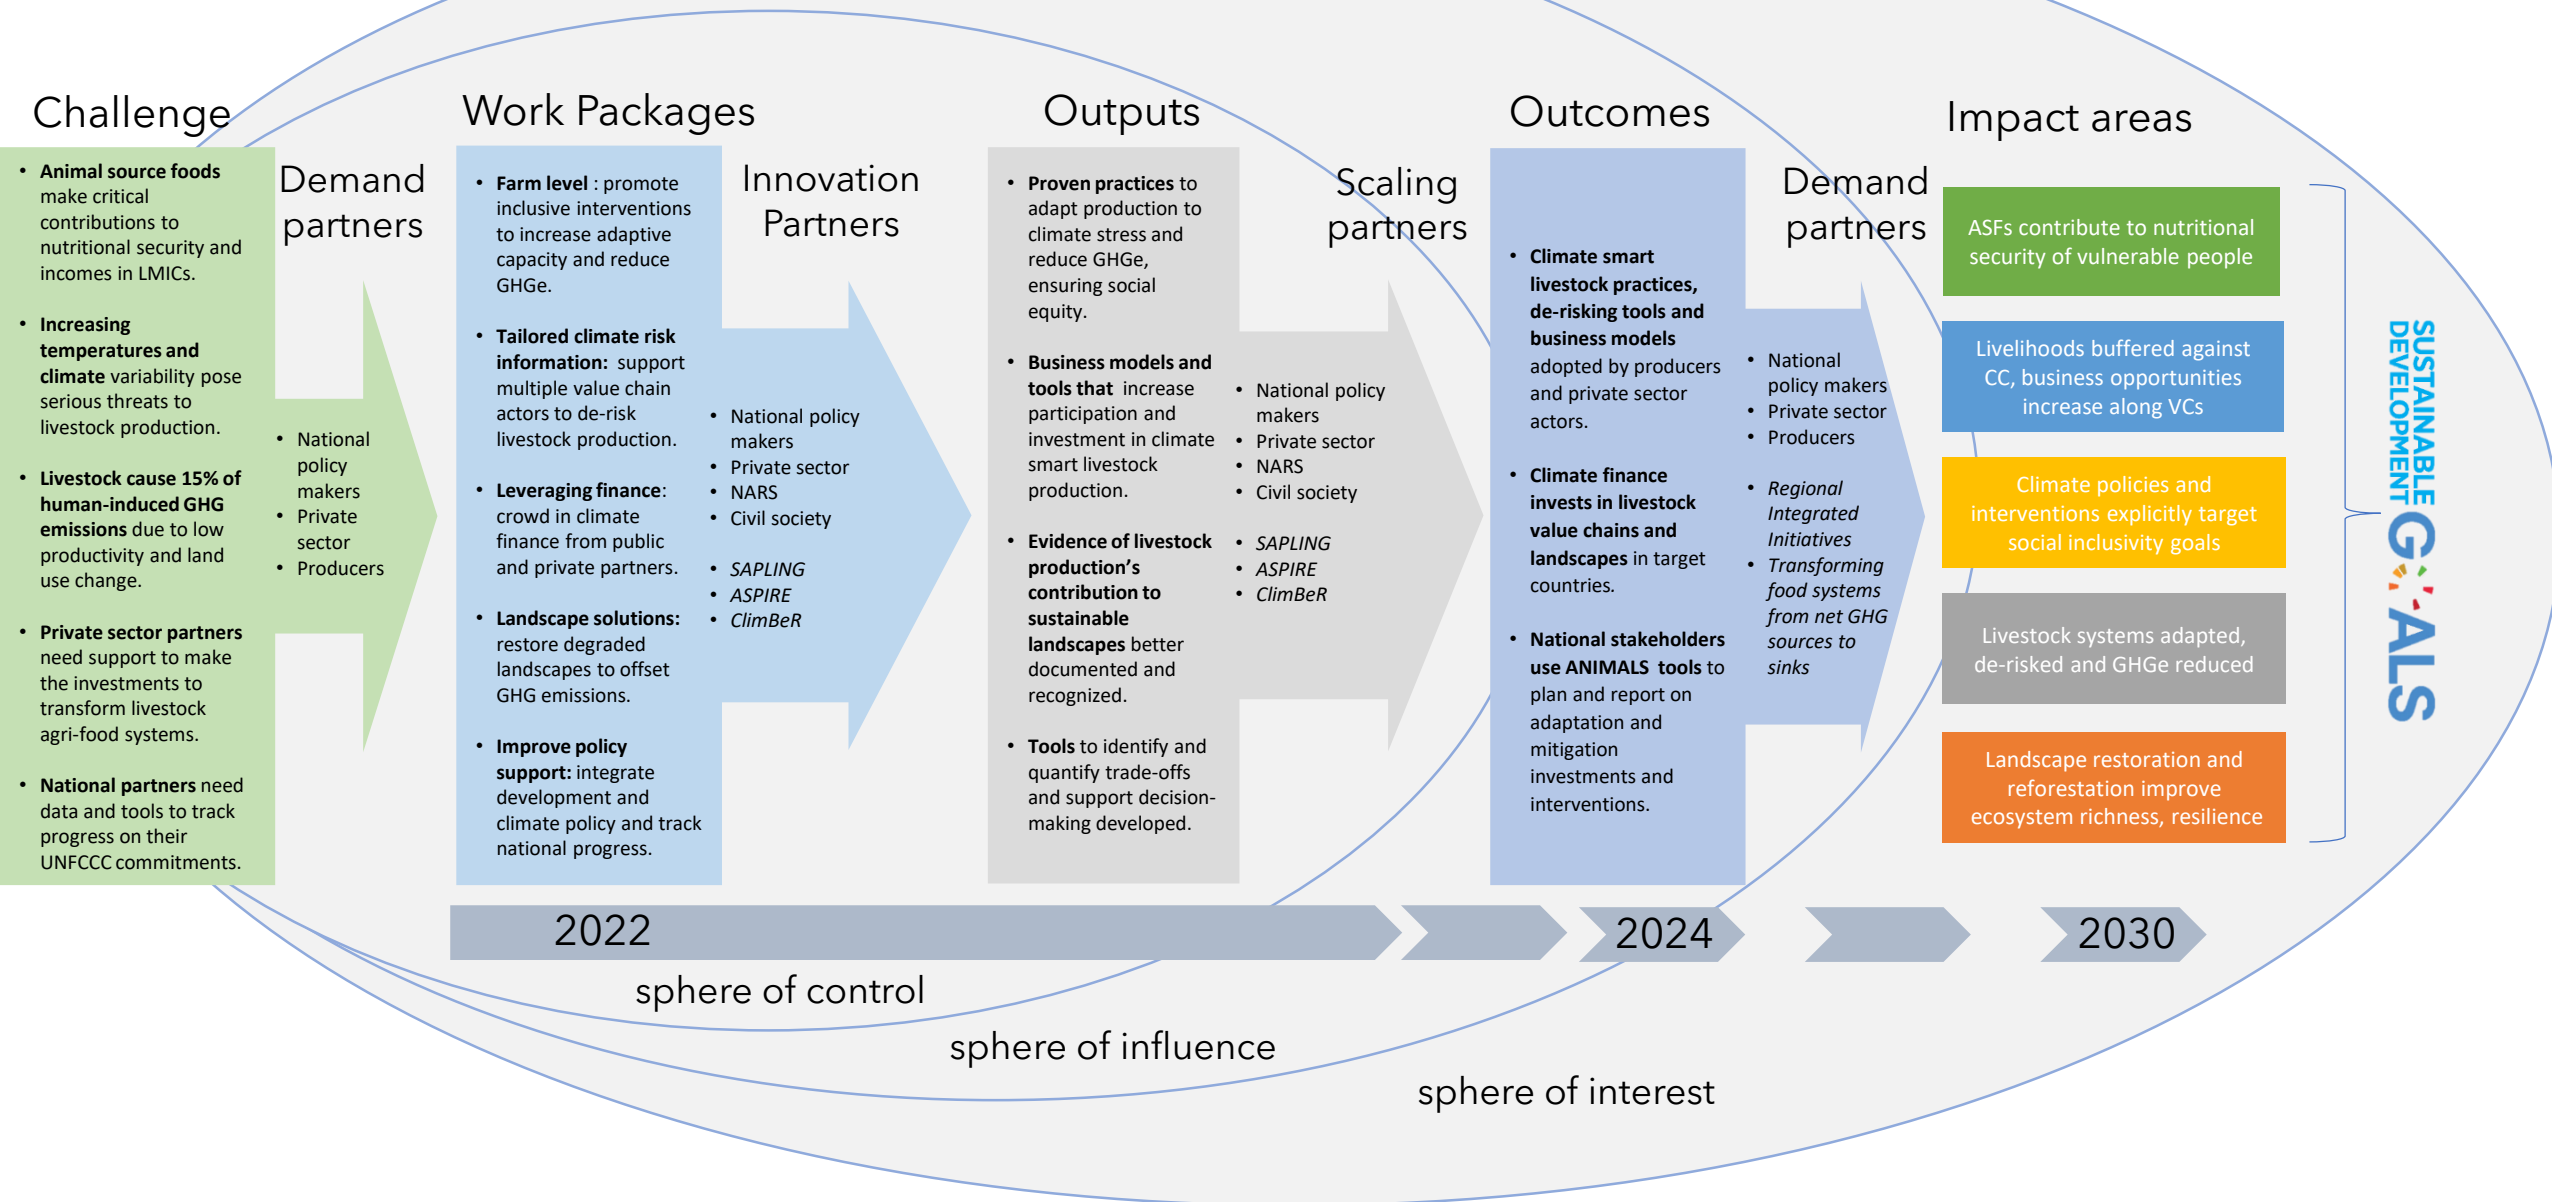 Challenge
• Animal source foods
make critical
contributions to
nutritional security and
incomes in LMICs.
• Increasing
temperatures and
climate variability pose
serious threats to
livestock production.
• Livestock cause 15% of
human-induced GHG
emissions due to low
productivity and land
use change.
• Private sector partners
need support to make
the investments to
transform livestock
agri-food systems.
• National partners need
data and tools to track
progress on their
UNFCCC commitments.
Demand
partners
• National
policy
makers
• Private
sector
• Producers
Work Packages
• Farm level : promote
inclusive interventions
to increase adaptive
capacity and reduce
GHGe.
• Tailored climate risk
information: support
multiple value chain
actors to de-risk
livestock production.
• Leveraging finance:
crowd in climate
finance from public
and private partners.
• Landscape solutions:
restore degraded
landscapes to offset
GHG emissions.
• Improve policy
support: integrate
development and
climate policy and track
national progress.
Innovation
Partners
• National policy
makers
• Private sector
• NARS
• Civil society
• SAPLING
• ASPIRE
• ClimBeR
Outputs
• Proven practices to
adapt production to
climate stress and
reduce GHGe,
ensuring social
equity.
• Business models and
tools that increase
participation and
investment in climate
smart livestock
production.
• Evidence of livestock
production's
contribution to
sustainable
landscapes better
documented and
recognized.
• Tools to identify and
quantify trade-offs
and support decision-
making developed.
Scaling
partners
• National policy
makers
• Private sector
• NARS
• Civil society
• SAPLING
• ASPIRE
• ClimBeR
Outcomes
• Climate smart
livestock practices,
de-risking tools and
business models
adopted by producers
and private sector
actors.
• Climate finance
invests in livestock
value chains and
landscapes in target
countries.
• National stakeholders
use ANIMALS tools to
plan and report on
adaptation and
mitigation
investments and
interventions.
Demand
partners
• National
policy makers
• Private sector
• Producers
• Regional
Integrated
Initiatives
• Transforming
food systems
from net GHG
sources to
sinks
Impact areas
ASFs contribute to nutritional
security of vulnerable people
Livelihoods buffered against
CC, business opportunities
increase along VCs
Climate policies and
interventions explicitly target
social inclusivity goals
Livestock systems adapted,
de-risked and GHGe reduced
Landscape restoration and
reforestation improve
ecosystem richness, resilience
SUSTAINABLE
DEVELOPMENT
GOALS
2022
2024
2030
sphere of control
sphere of influence
sphere of interest